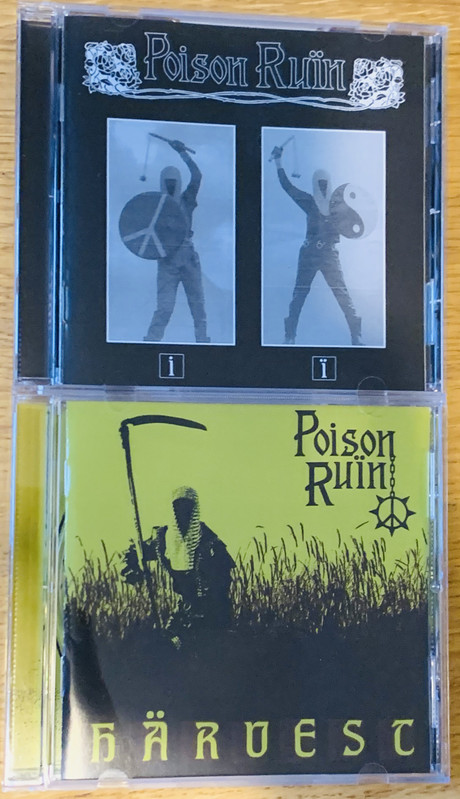 Poison Ruïn
i ï
Poison
Ruïn
HÄRVEST